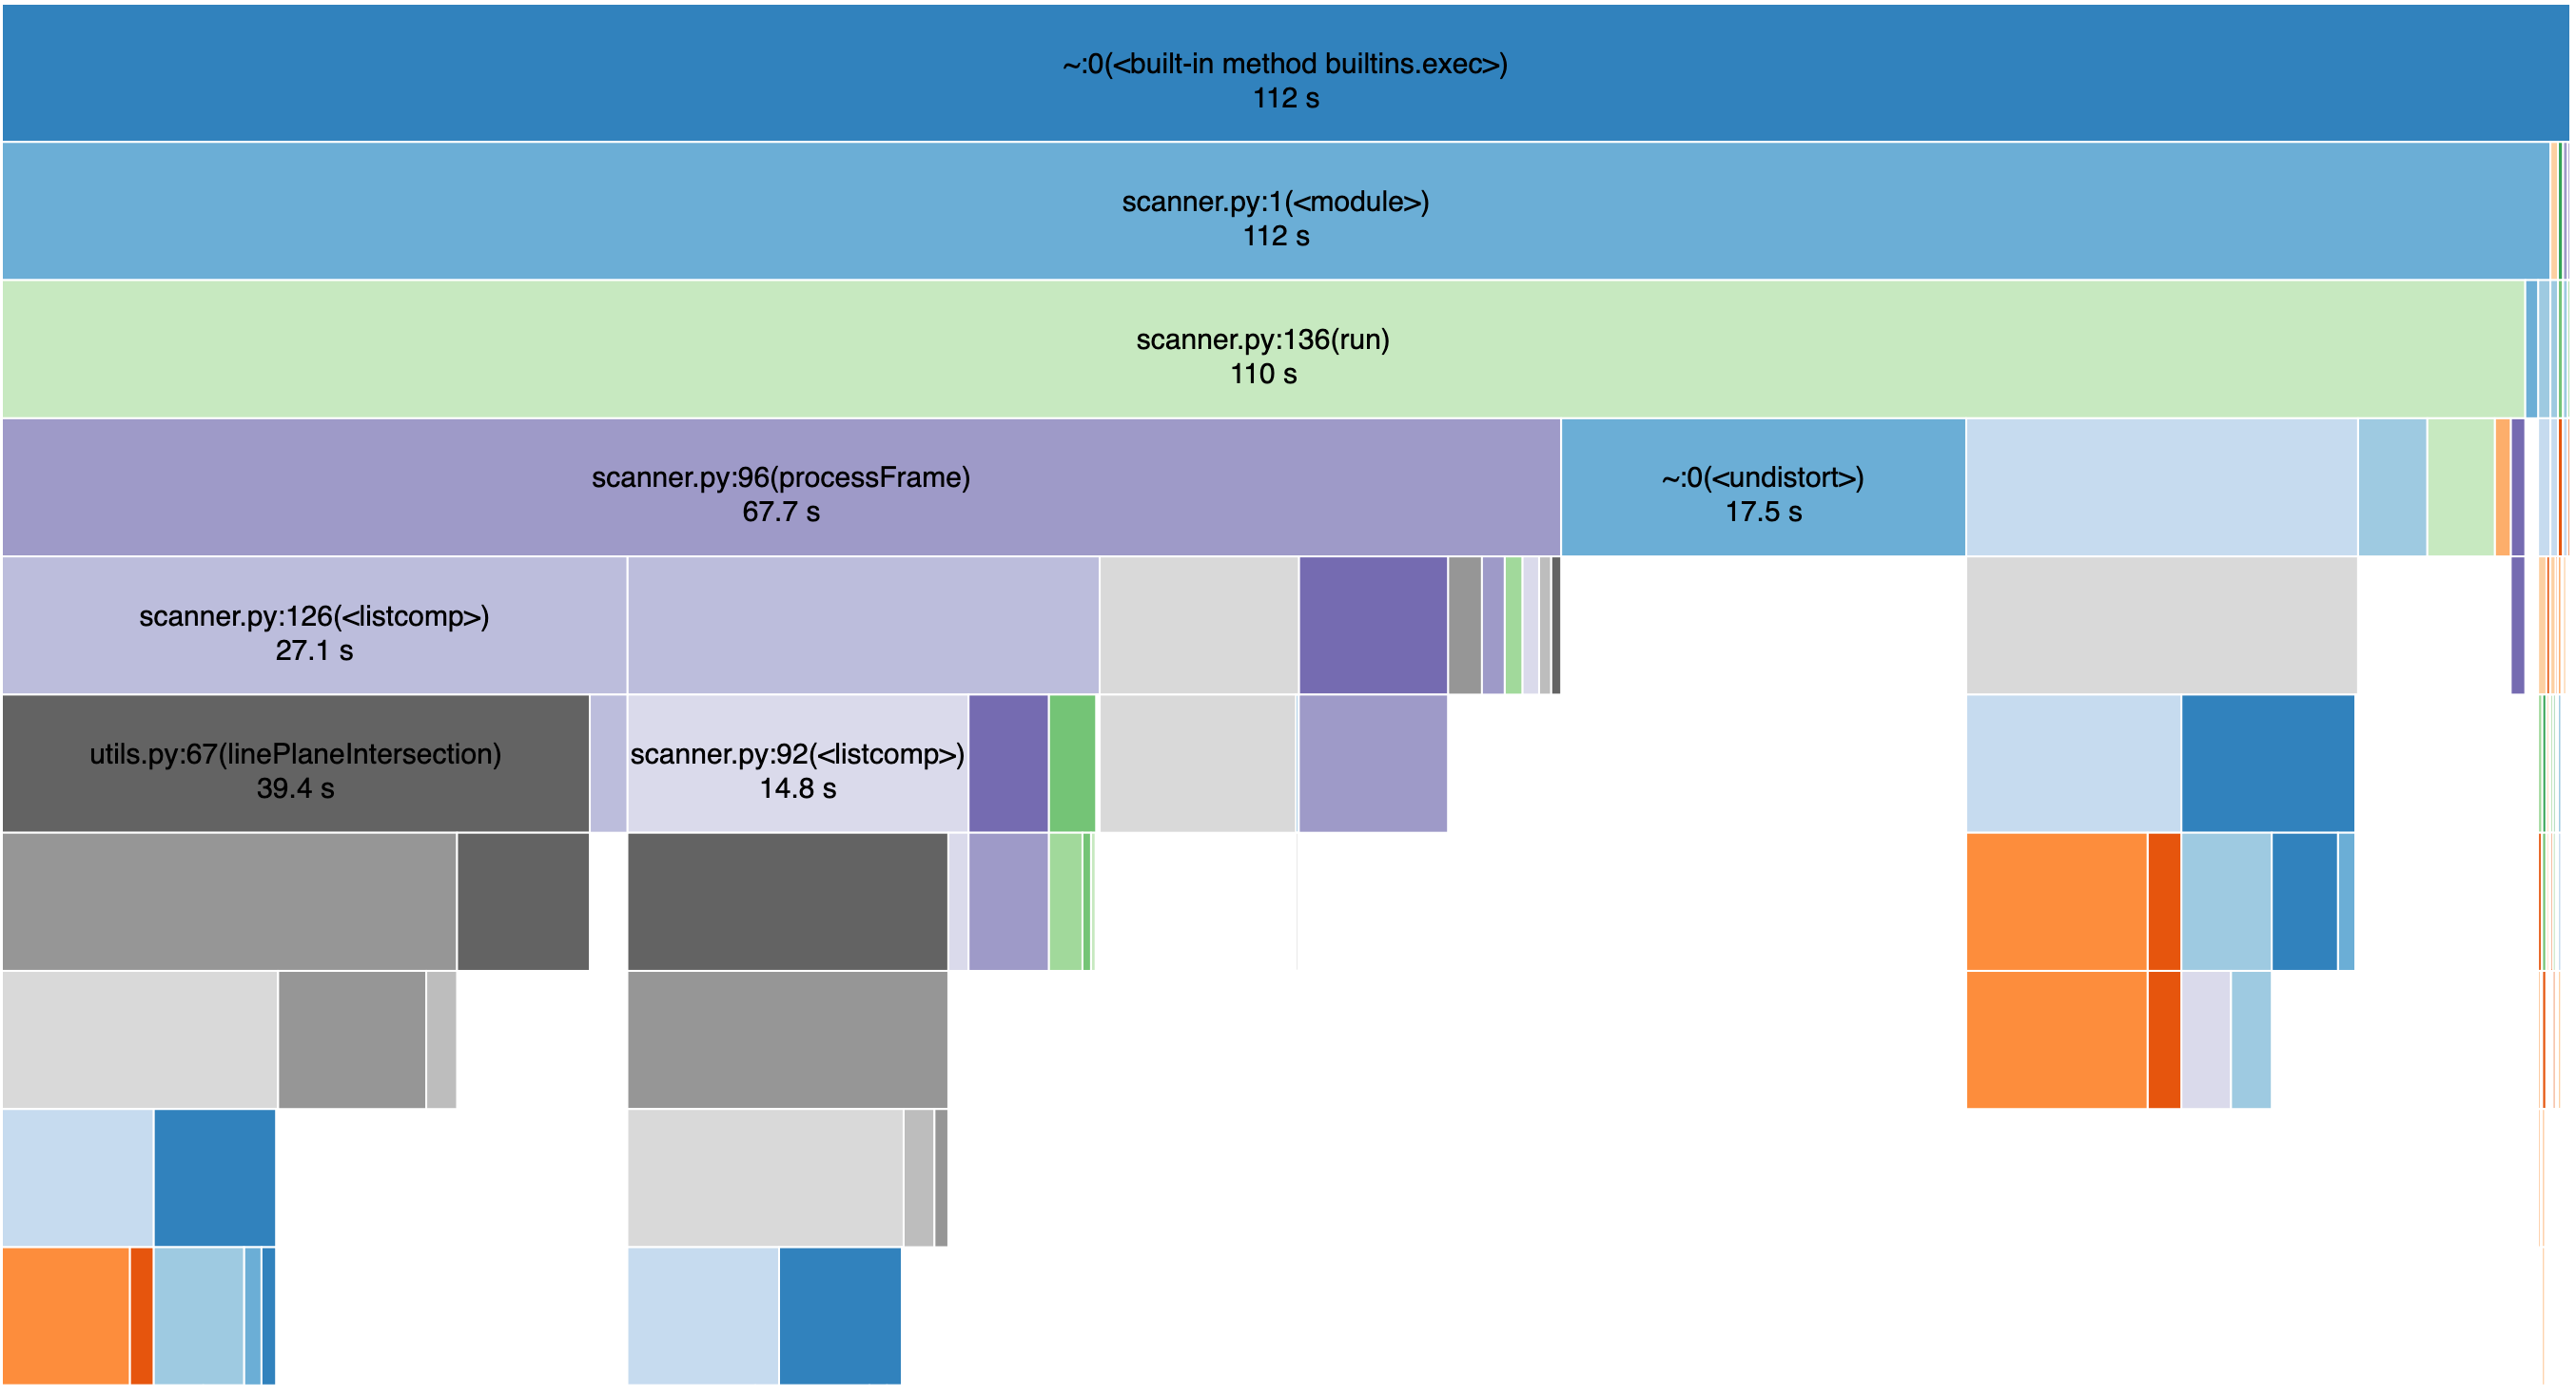 ~:0(<built-in method builtins.exec>)
112 s
scanner.py:1(<module>)
112 s
scanner.py:136(run)
110 s
scanner.py:96(processFrame)
67.7 s
~:0(<undistort>)
17.5 s
scanner.py:126(<listcomp>)
27.1 s
utils.py:67(linePlaneIntersection)
39.4 s
scanner.py:92(<listcomp>)
14.8 s